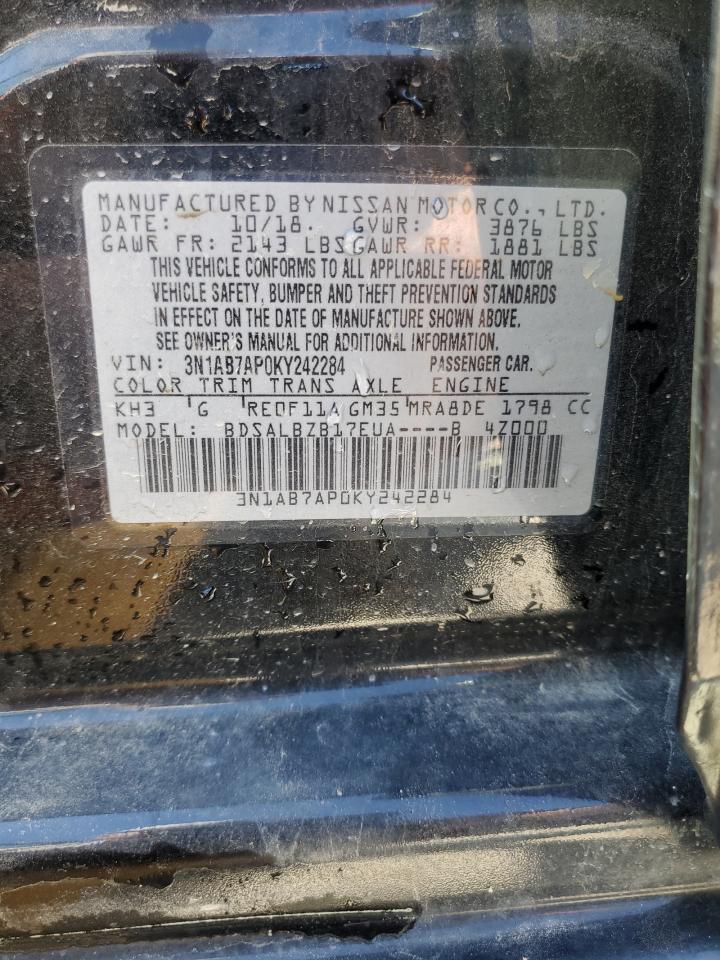 MANUFACTURED BY NISSAN MOTOR CO., LTD.
DATE: 10/18 GVWR: 3876 LBS
GAWR FR: 2143 LBS GAWR RR: 1881 LBS
THIS VEHICLE CONFORMS TO ALL APPLICABLE FEDERAL MOTOR
VEHICLE SAFETY, BUMPER AND THEFT PREVENTION STANDARDS
IN EFFECT ON THE DATE OF MANUFACTURE SHOWN ABOVE.
SEE OWNER'S MANUAL FOR ADDITIONAL INFORMATION.
VIN: 3N1AB7AP0KY242284 PASSENGER CAR.
COLOR TRIM TRANS AXLE ENGINE
KH3 G RE0F11A GM35 MRA8DE 1798 CC
MODEL: BDSALBZB17EUA----B 4Z000
3N1AB7AP0KY242284